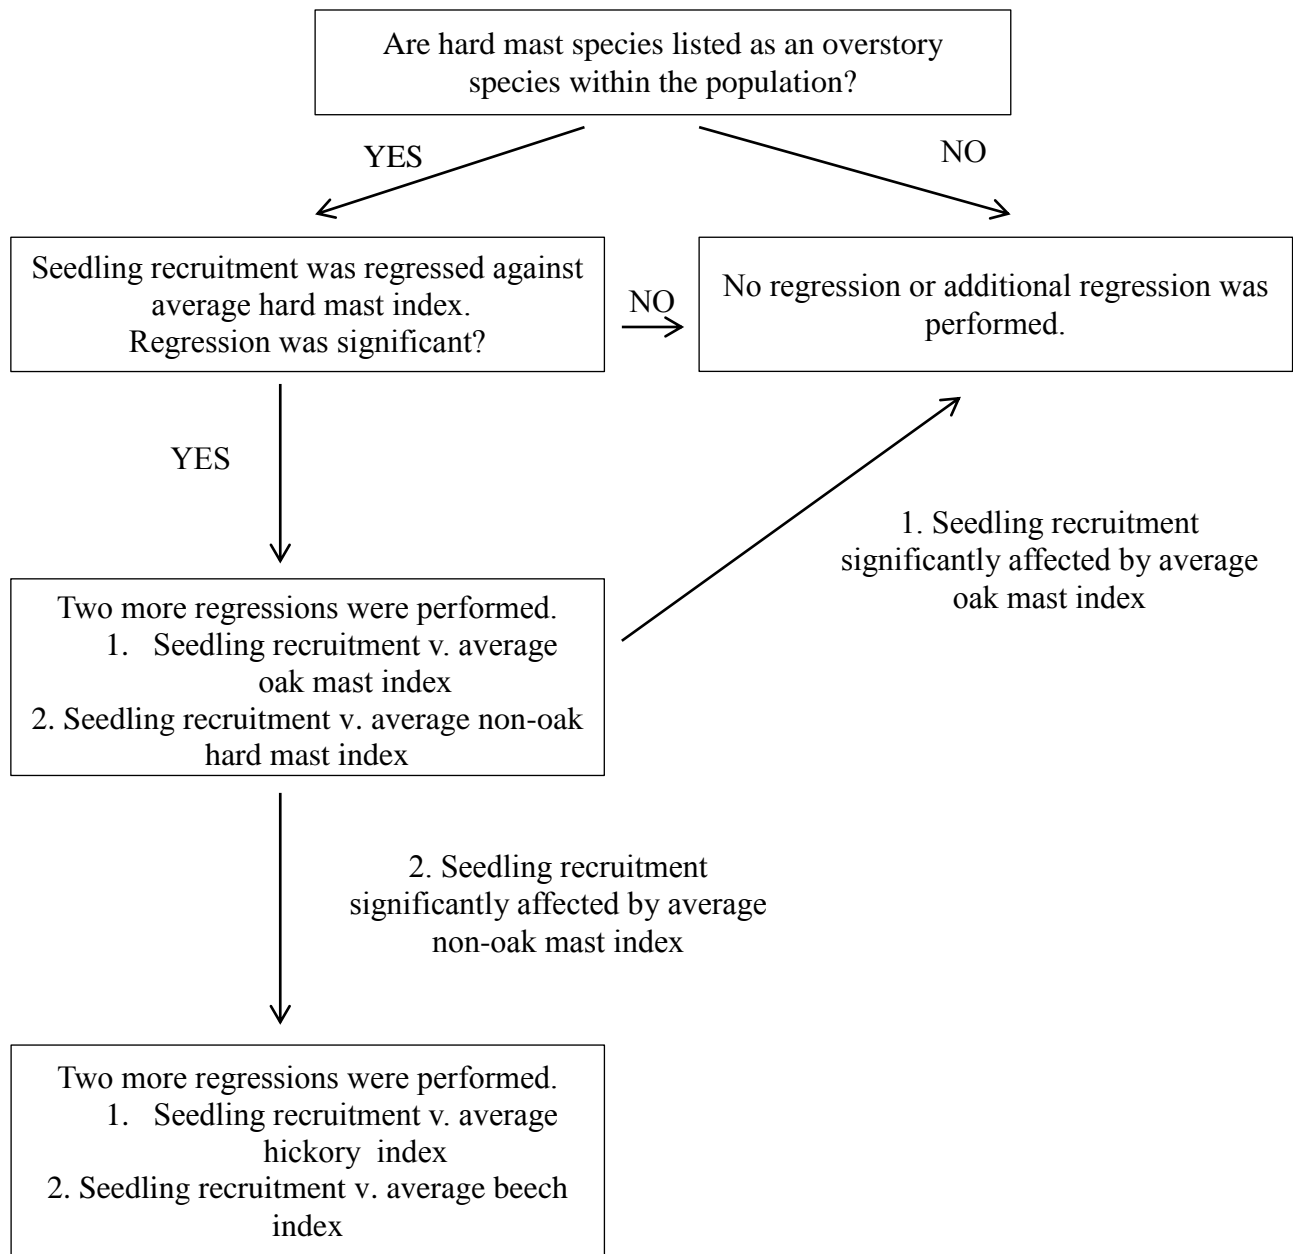 Are hard mast species listed as an overstory
species within the population?
YES
NO
Seedling recruitment was regressed against
average hard mast index.
Regression was significant?
NO
No regression or additional regression was
performed.
YES
1. Seedling recruitment
significantly affected by average
oak mast index
Two more regressions were performed.
1. Seedling recruitment v. average
oak mast index
2. Seedling recruitment v. average non-oak
hard mast index
2. Seedling recruitment
significantly affected by average
non-oak mast index
Two more regressions were performed.
1. Seedling recruitment v. average
hickory index
2. Seedling recruitment v. average beech
index